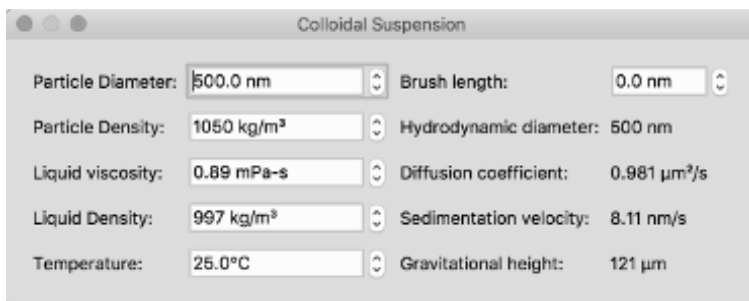 Colloidal Suspension
Particle Diameter: 500.0 nm Brush length: 0.0 nm
Particle Density: 1050 kg/m³ Hydrodynamic diameter: 500 nm
Liquid viscosity: 0.89 mPa-s Diffusion coefficient: 0.981 µm²/s
Liquid Density: 997 kg/m³ Sedimentation velocity: 8.11 nm/s
Temperature: 25.0°C Gravitational height: 121 µm